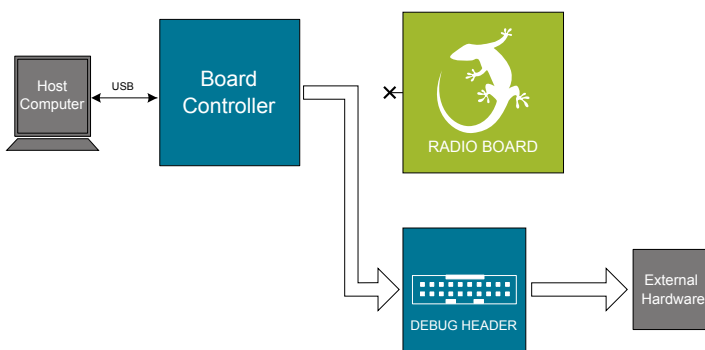 Host
Computer
USB
Board
Controller
RADIO BOARD
DEBUG HEADER
External
Hardware